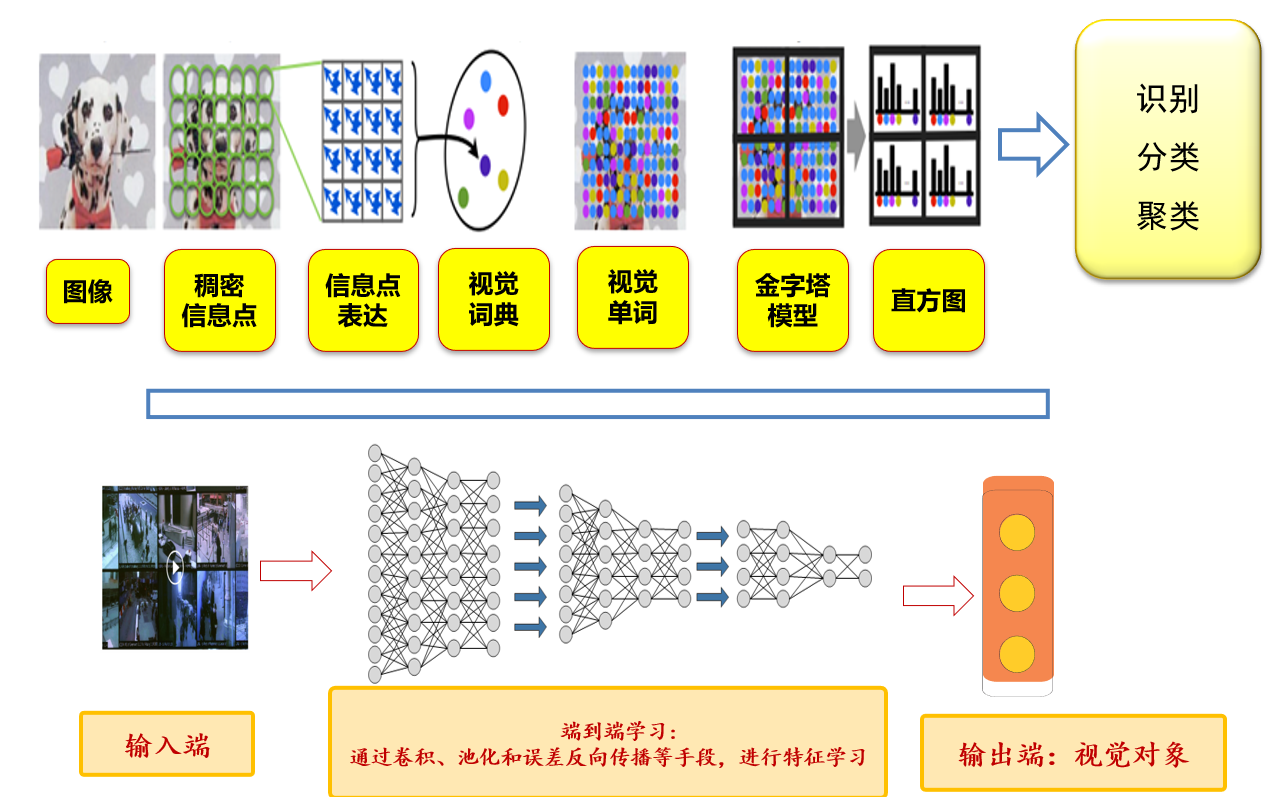 识别
分类
聚类
图像
稠密
信息点
信息点
表达
视觉
词典
视觉
单词
金字塔
模型
直方图
输入端
端到端学习：
通过卷积、池化和误差反向传播等手段，进行特征学习
输出端：视觉对象